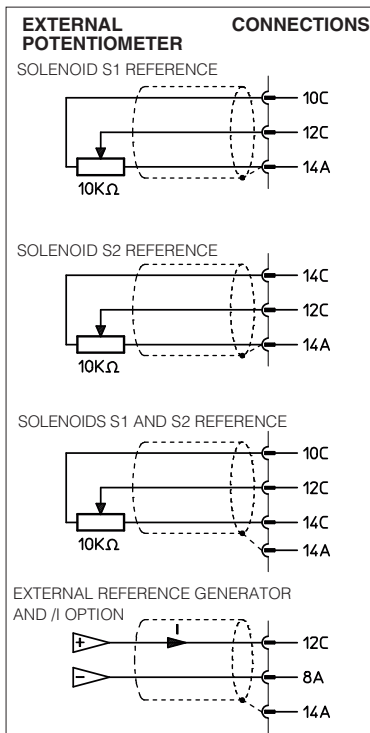 EXTERNAL POTENTIOMETER CONNECTIONS
SOLENOID S1 REFERENCE
10C
12C
14A
10KΩ
SOLENOID S2 REFERENCE
14C
12C
14A
10KΩ
SOLENOIDS S1 AND S2 REFERENCE
10C
12C
14C
10KΩ
14A
EXTERNAL REFERENCE GENERATOR
AND /I OPTION
+ I 12C
− 8A
14A